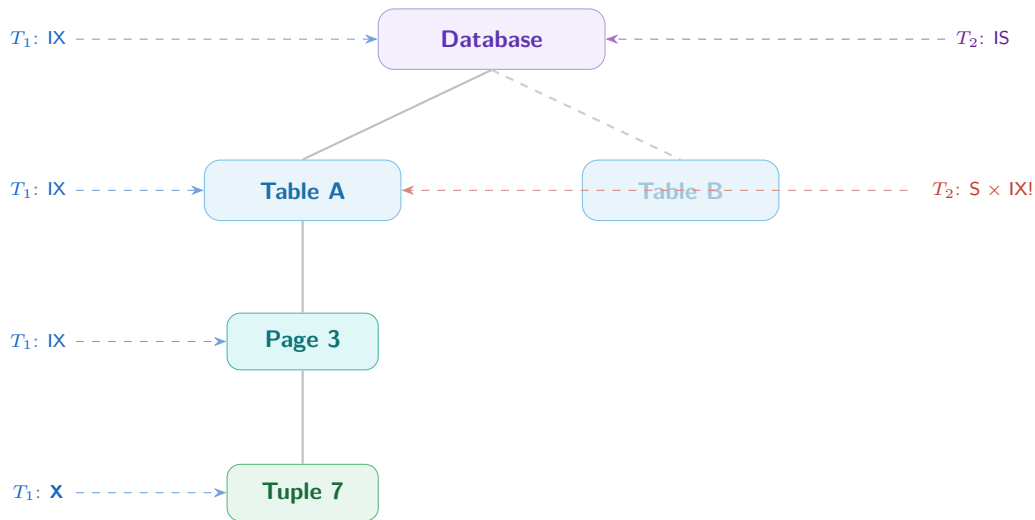 T₁: IX Database T₂: IS
T₁: IX Table A Table B T₂: S × IX!
T₁: IX Page 3
T₁: X Tuple 7